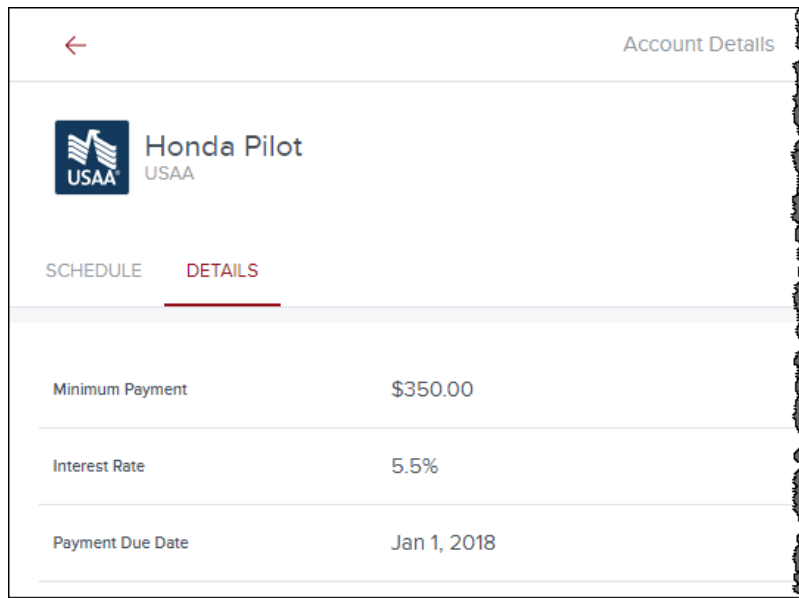 Account Details
Honda Pilot
USAA®
USAA
SCHEDULE DETAILS
Minimum Payment $350.00
Interest Rate 5.5%
Payment Due Date Jan 1, 2018